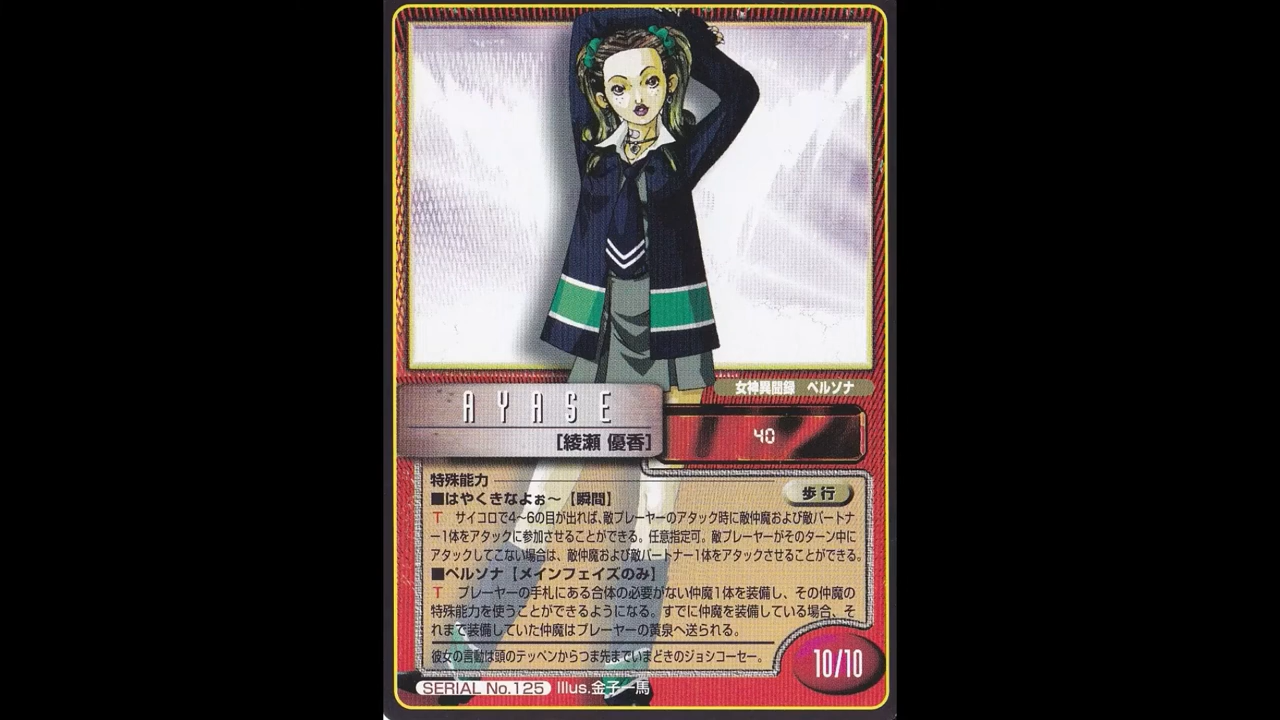 女神異聞録 ペルソナ
AYASE
[綾瀬 優香]
40
特殊能力
歩行
■はやくきなよぉ～【瞬間】
T サイコロで4～6の目が出れば、敵プレーヤーのアタック時に敵仲魔および敵パートナ
ー1体をアタックに参加させることができる。任意指定可。敵プレーヤーがそのターン中に
アタックしてこない場合は、敵仲魔および敵パートナー1体をアタックさせることができる。
■ペルソナ【メインフェイズのみ】
T プレーヤーの手札にある合体の必要がない仲魔1体を装備し、その仲魔の
特殊能力を使うことができるようになる。すでに仲魔を装備している場合、そ
れまで装備していた仲魔はプレーヤーの黄泉へ送られる。
彼女の言動は頭のテッペンからつま先までいまどきのジョシコーセー。
10/10
SERIAL No.125 Illus.金子一馬